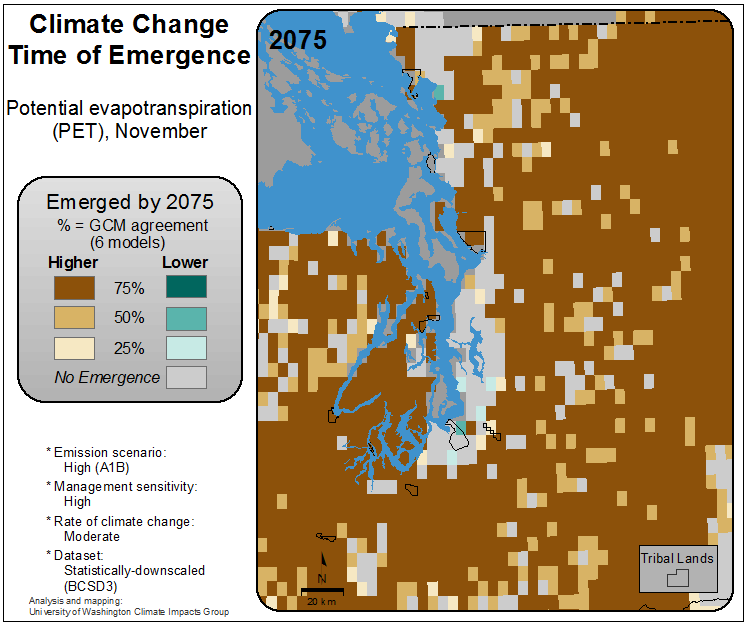 Climate Change
Time of Emergence
Potential evapotranspiration
(PET), November
Emerged by 2075
% = GCM agreement
(6 models)
Higher Lower
75%
50%
25%
No Emergence
* Emission scenario:
High (A1B)
* Management sensitivity:
High
* Rate of climate change:
Moderate
* Dataset:
Statistically-downscaled
(BCSD3)
Analysis and mapping:
University of Washington Climate Impacts Group
2075
N
20 km
Tribal Lands